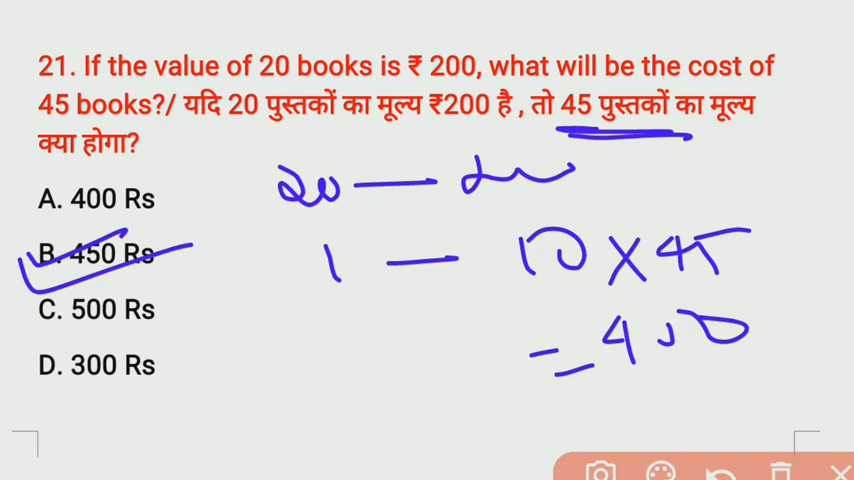 21. If the value of 20 books is ₹ 200, what will be the cost of
45 books?/ यदि 20 पुस्तकों का मूल्य ₹200 है , तो 45 पुस्तकों का मूल्य
क्या होगा?
A. 400 Rs
B. 450 Rs
C. 500 Rs
D. 300 Rs
20 — 200
1 — 10 X 45
= 450